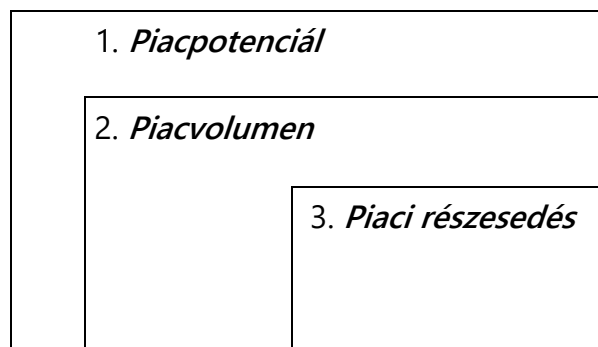 1. Piacpotenciál
2. Piacvolumen
3. Piaci részesedés